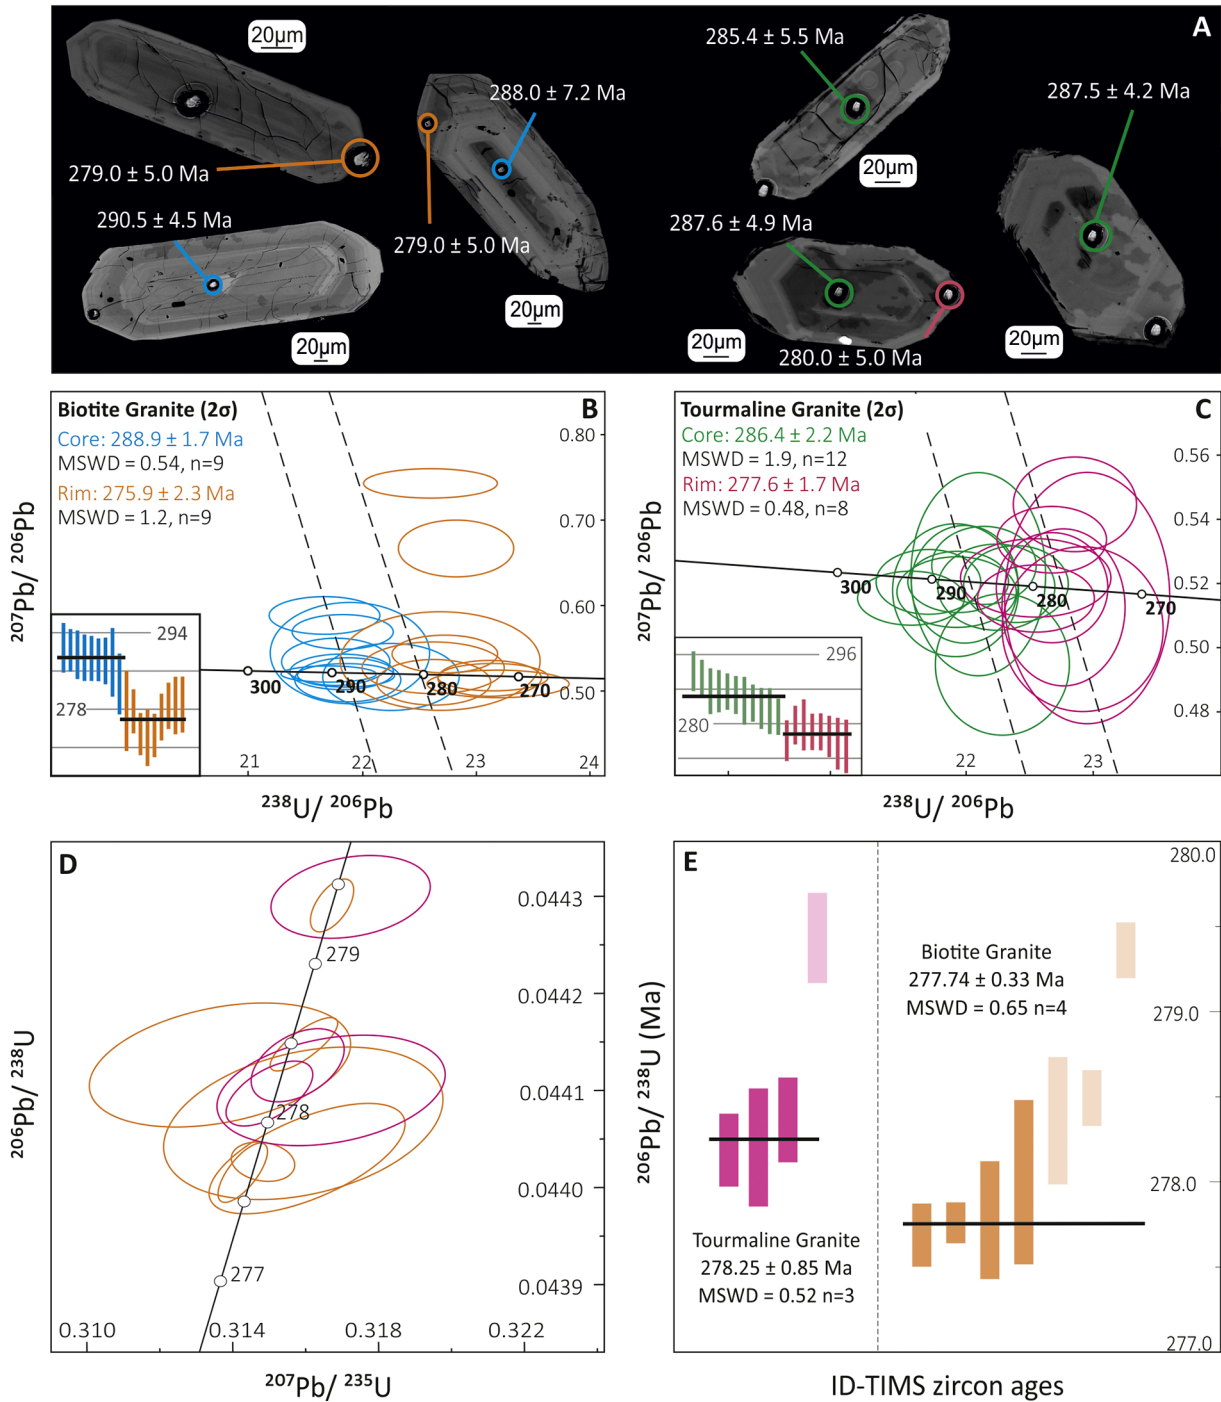 A
20µm
285.4 ± 5.5 Ma
288.0 ± 7.2 Ma
287.5 ± 4.2 Ma
279.0 ± 5.0 Ma
20µm
290.5 ± 4.5 Ma
287.6 ± 4.9 Ma
279.0 ± 5.0 Ma
20µm
20µm
20µm
20µm
280.0 ± 5.0 Ma
B
Biotite Granite (2σ)
Core: 288.9 ± 1.7 Ma
MSWD = 0.54, n=9
Rim: 275.9 ± 2.3 Ma
MSWD = 1.2, n=9
207Pb/ 206Pb
0.80
0.70
0.60
0.50
294
278
300
290
280
270
21
22
23
24
238U/ 206Pb
C
Tourmaline Granite (2σ)
Core: 286.4 ± 2.2 Ma
MSWD = 1.9, n=12
Rim: 277.6 ± 1.7 Ma
MSWD = 0.48, n=8
207Pb/ 206Pb
0.56
0.54
0.52
0.50
0.48
300
290
280
270
296
280
22
23
238U/ 206Pb
D
206Pb/ 238U
0.0443
0.0442
0.0441
0.0440
0.0439
279
278
277
0.310
0.314
0.318
0.322
207Pb/ 235U
E
280.0
279.0
278.0
277.0
206Pb/ 238U (Ma)
Biotite Granite
277.74 ± 0.33 Ma
MSWD = 0.65 n=4
Tourmaline Granite
278.25 ± 0.85 Ma
MSWD = 0.52 n=3
ID-TIMS zircon ages